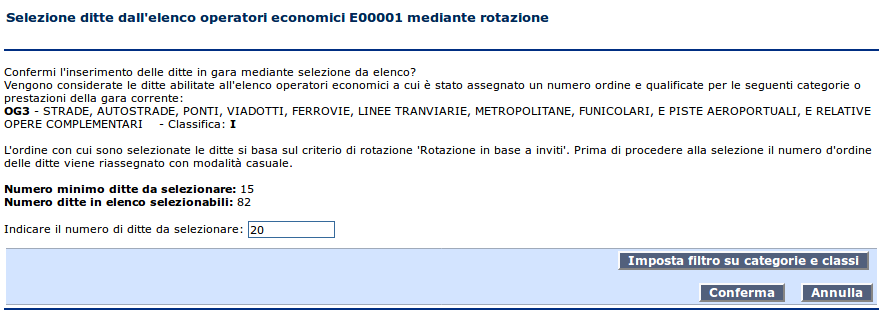 Selezione ditte dall'elenco operatori economici E00001 mediante rotazione
Confermi l'inserimento delle ditte in gara mediante selezione da elenco?
Vengono considerate le ditte abilitate all'elenco operatori economici a cui è stato assegnato un numero ordine e qualificate per le seguenti categorie o
prestazioni della gara corrente:
OG3 - STRADE, AUTOSTRADE, PONTI, VIADOTTI, FERROVIE, LINEE TRANVIARIE, METROPOLITANE, FUNICOLARI, E PISTE AEROPORTUALI, E RELATIVE
OPERE COMPLEMENTARI - Classifica: I
L'ordine con cui sono selezionate le ditte si basa sul criterio di rotazione 'Rotazione in base a inviti'. Prima di procedere alla selezione il numero d'ordine
delle ditte viene riassegnato con modalità casuale.
Numero minimo ditte da selezionare: 15
Numero ditte in elenco selezionabili: 82
Indicare il numero di ditte da selezionare: 20
Imposta filtro su categorie e classi
Conferma Annulla